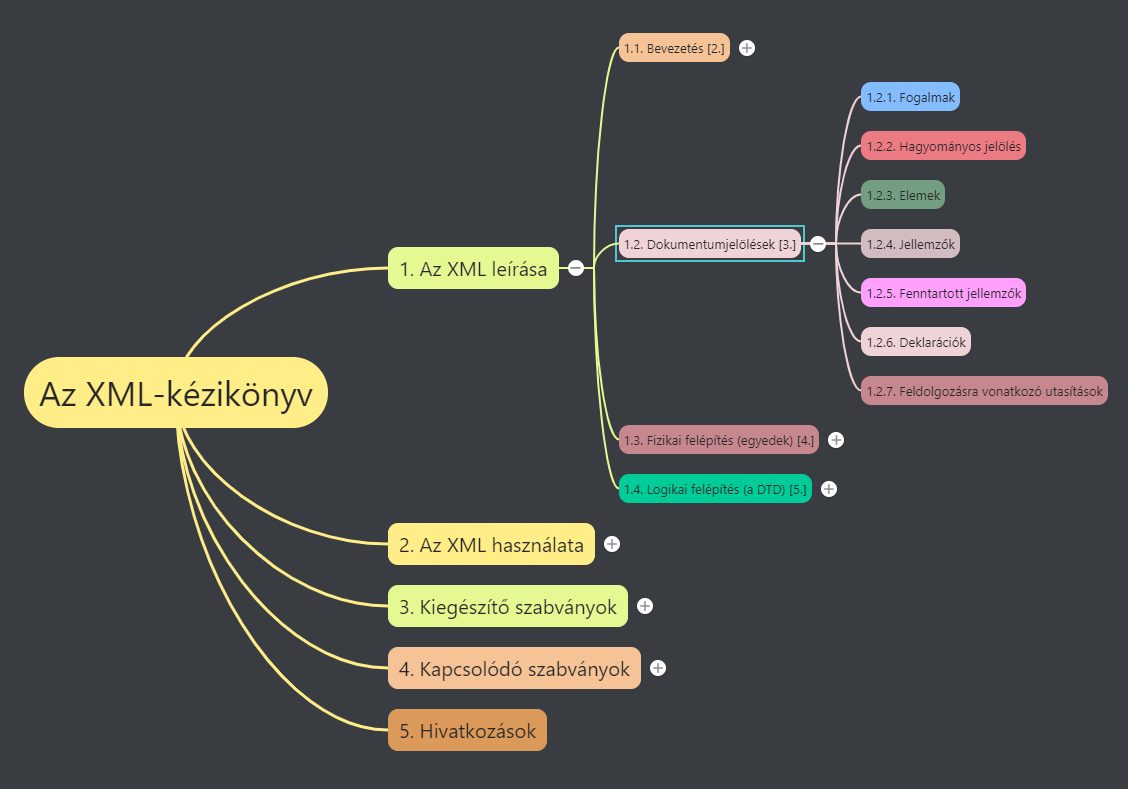 Az XML-kézikönyv
1. Az XML leírása
1.1. Bevezetés [2.]
1.2. Dokumentumjelölések [3.]
1.2.1. Fogalmak
1.2.2. Hagyományos jelölés
1.2.3. Elemek
1.2.4. Jellemzők
1.2.5. Fenntartott jellemzők
1.2.6. Deklarációk
1.2.7. Feldolgozásra vonatkozó utasítások
1.3. Fizikai felépítés (egyedek) [4.]
1.4. Logikai felépítés (a DTD) [5.]
2. Az XML használata
3. Kiegészítő szabványok
4. Kapcsolódó szabványok
5. Hivatkozások